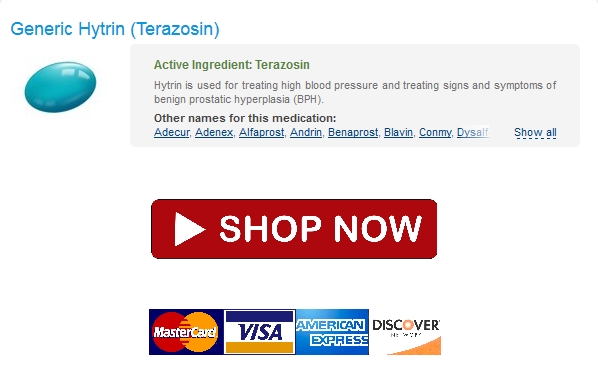 Generic Hytrin (Terazosin)
Active Ingredient: Terazosin
Hytrin is used for treating high blood pressure and treating signs and symptoms of
benign prostatic hyperplasia (BPH).
Other names for this medication:
Adecur, Adenex, Alfaprost, Andrin, Benaprost, Blavin, Conmy, Dysalf Show all
SHOP NOW
MasterCard VISA AMERICAN EXPRESS DISCOVER
NETWORK